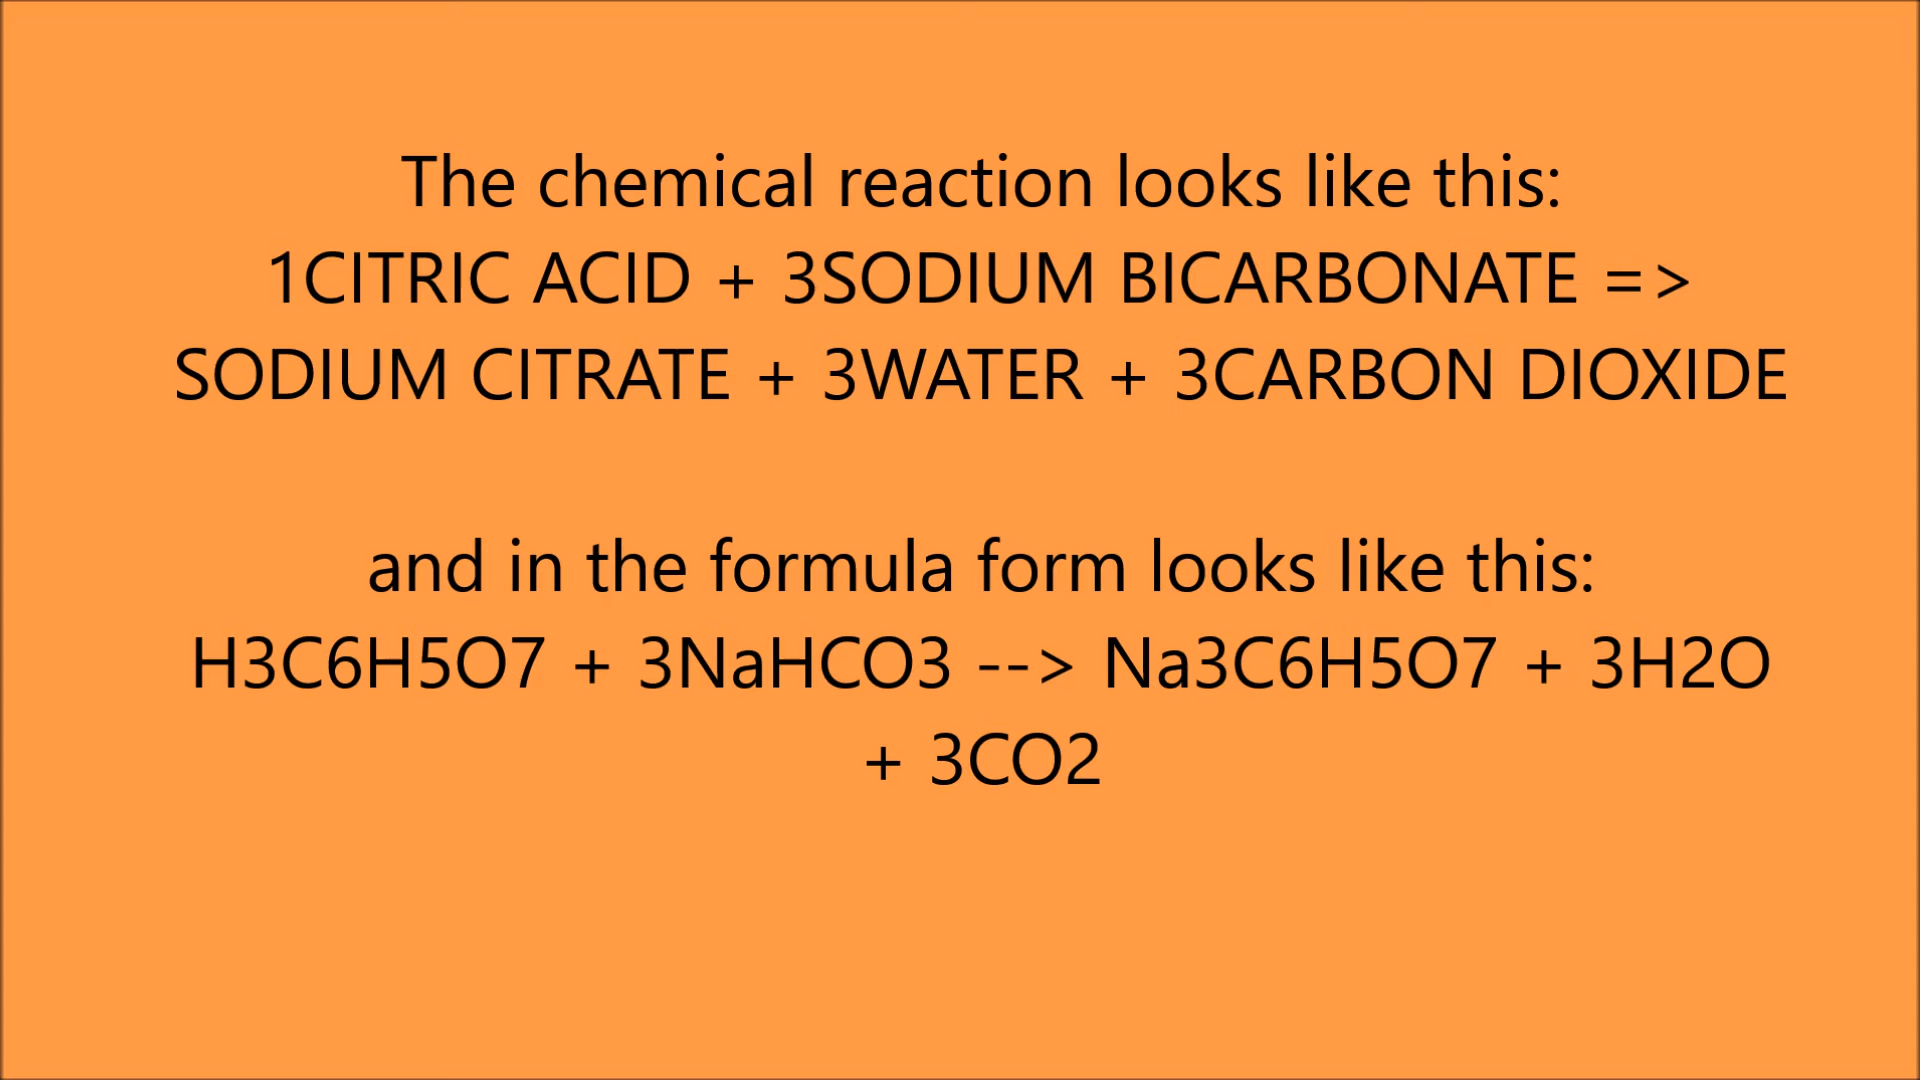 The chemical reaction looks like this:
1CITRIC ACID + 3SODIUM BICARBONATE =>
SODIUM CITRATE + 3WATER + 3CARBON DIOXIDE
and in the formula form looks like this:
H3C6H5O7 + 3NaHCO3 --> Na3C6H5O7 + 3H2O
+ 3CO2